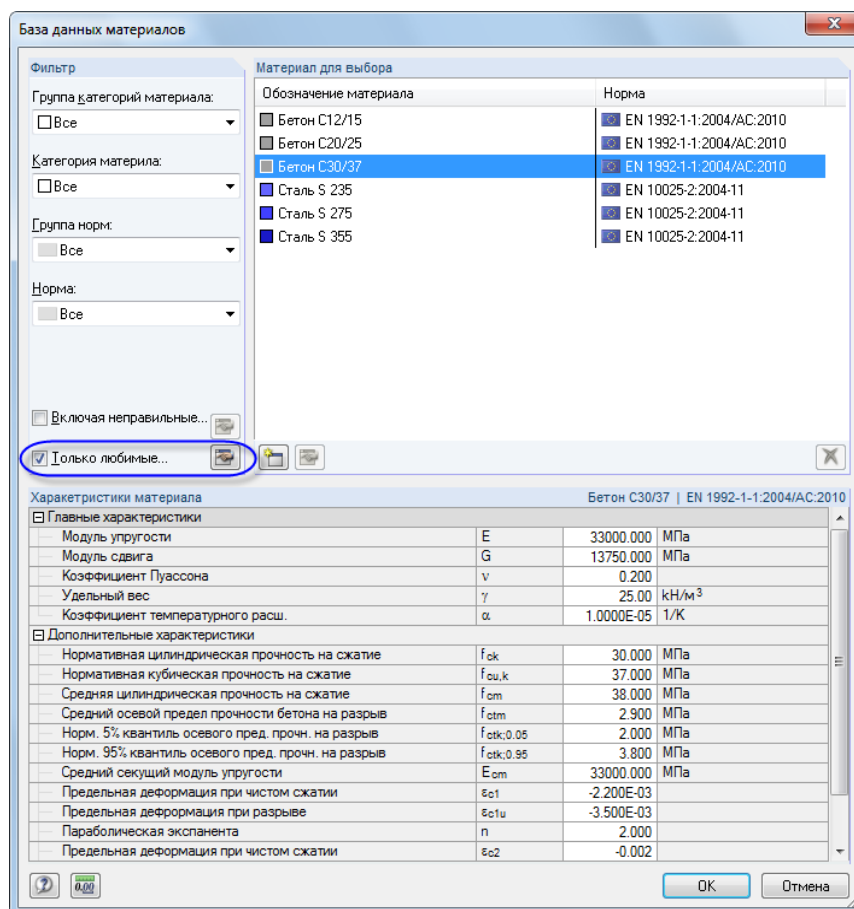 База данных материалов
Фильтр
Группа категорий материала:
Все
Категория материла:
Все
Группа норм:
Все
Норма:
Все
Включая неправильные...
Только любимые...
Материал для выбора
Обозначение материала Норма
Бетон C12/15 EN 1992-1-1:2004/AC:2010
Бетон C20/25 EN 1992-1-1:2004/AC:2010
Бетон C30/37 EN 1992-1-1:2004/AC:2010
Сталь S 235 EN 10025-2:2004-11
Сталь S 275 EN 10025-2:2004-11
Сталь S 355 EN 10025-2:2004-11
Харакетристики материала Бетон C30/37 | EN 1992-1-1:2004/AC:2010
Главные характеристики
Модуль упругости E 33000.000 МПа
Модуль сдвига G 13750.000 МПа
Коэффициент Пуассона ν 0.200
Удельный вес γ 25.00 kH/м3
Коэффициент температурного расш. α 1.0000E-05 1/K
Дополнительные характеристики
Нормативная цилиндрическая прочность на сжатие fck 30.000 МПа
Нормативная кубическая прочность на сжатие fcu,k 37.000 МПа
Средняя цилиндрическая прочность на сжатие fcm 38.000 МПа
Средний осевой предел прочности бетона на разрыв fctm 2.900 МПа
Норм. 5% квантиль осевого пред. прочн. на разрыв fctk;0.05 2.000 МПа
Норм. 95% квантиль осевого пред. прочн. на разрыв fctk;0.95 3.800 МПа
Средний секущий модуль упругости Ecm 33000.000 МПа
Предельная деформация при чистом сжатии εc1 -2.200E-03
Предельная дефрормация при разрыве εc1u -3.500E-03
Параболическая экспанента n 2.000
Предельная деформация при чистом сжатии εc2 -0.002
0.00
OK Отмена